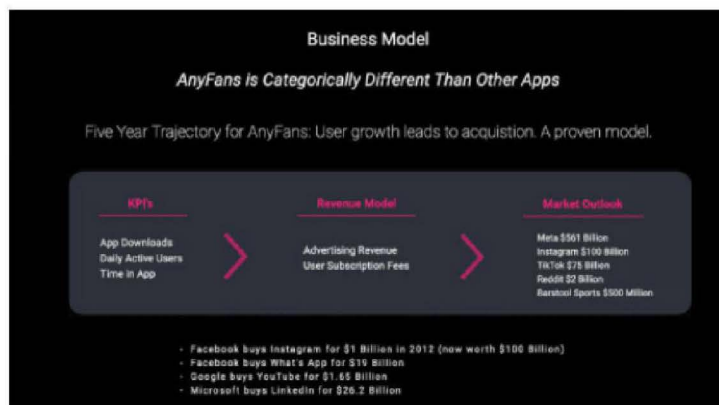 Business Model
AnyFans is Categorically Different Than Other Apps
Five Year Trajectory for AnyFans: User growth leads to acquistion. A proven model.
KPI's
App Downloads
Daily Active Users
Time in App
Revenue Model
Advertising Revenue
User Subscription Fees
Market Outlook
Meta $561 Billion
Instagram $100 Billion
TikTok $75 Billion
Reddit $2 Billion
Barstool Sports $500 Million
- Facebook buys Instagram for $1 Billion in 2012 (now worth $100 Billion)
- Facebook buys What's App for $19 Billion
- Google buys YouTube for $1.65 Billion
- Microsoft buys LinkedIn for $26.2 Billion